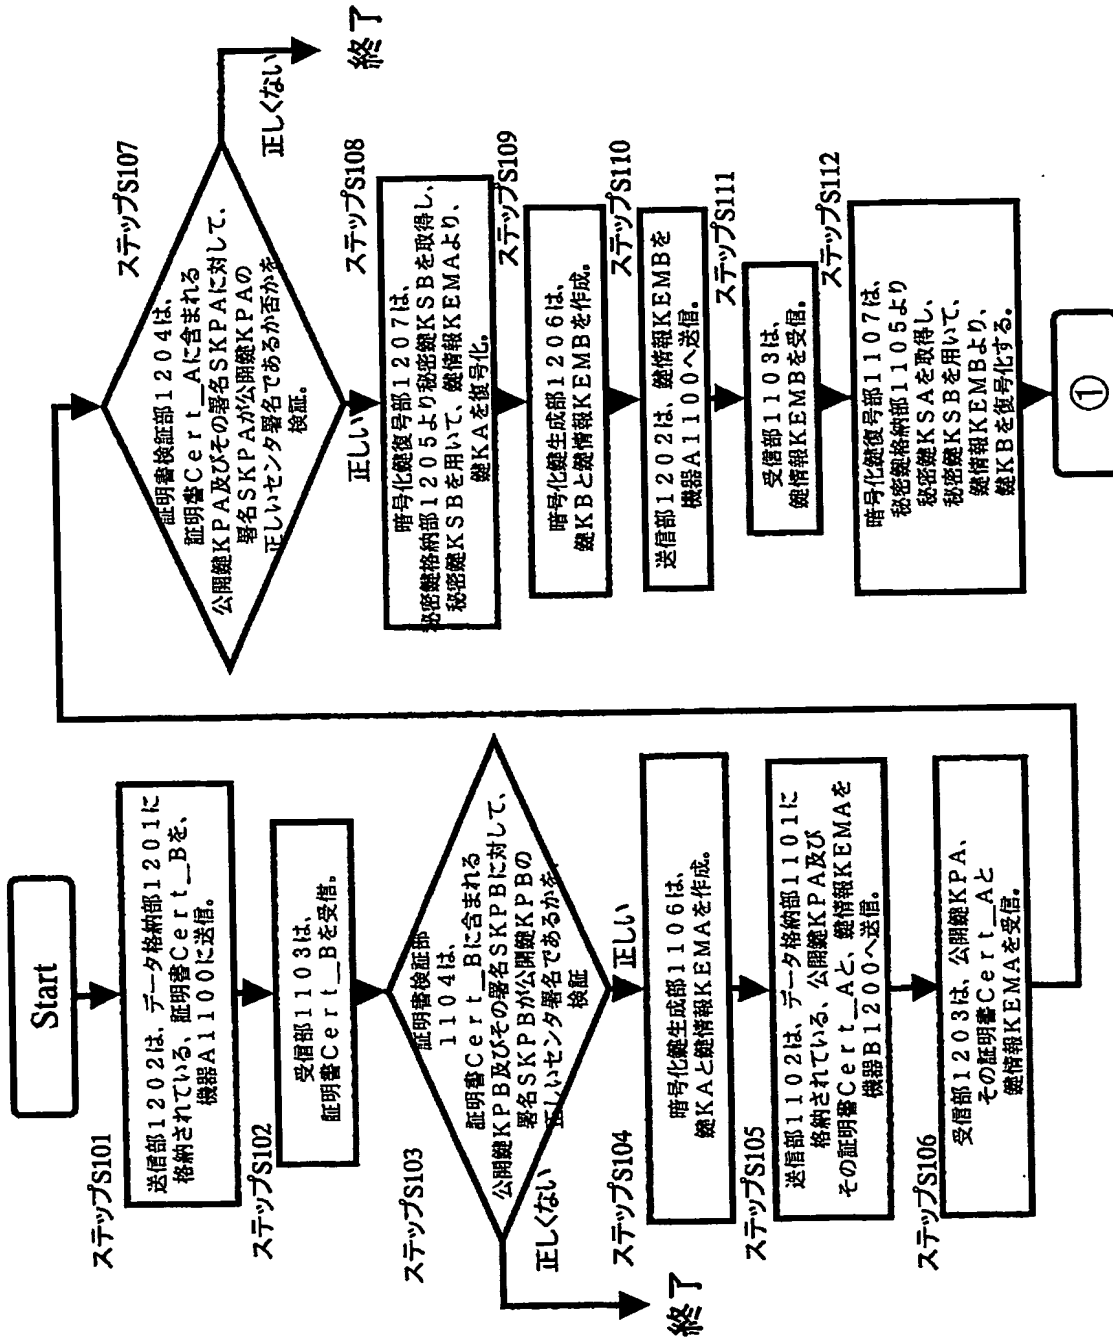 Start
ステップS101
送信部1202は、データ格納部1201に
格納されている、証明書Cert_Bを、
機器A1100に送信。
ステップS102
受信部1103は、
証明書Cert_Bを受信。
ステップS103
証明書検証部
1104は、
証明書Cert_Bに含まれる
公開鍵KPB及びその署名SKPBに対して、
署名SKPBが公開鍵KPBの
正しいセンタ署名であるかを、
検証
正しくない
終了
正しい
ステップS104
暗号化鍵生成部1106は、
鍵KAと鍵情報KEMAを作成。
ステップS105
送信部1102は、データ格納部1101に
格納されている、公開鍵KPA及び
その証明書Cert_Aと、鍵情報KEMAを
機器B1200へ送信。
ステップS106
受信部1203は、公開鍵KPA、
その証明書Cert_Aと
鍵情報KEMAを受信。
ステップS107
証明書検証部1204は、
証明書Cert_Aに含まれる
公開鍵KPA及びその署名SKPAに対して、
署名SKPAが公開鍵KPAの
正しいセンタ署名であるか否かを
検証。
正しくない
終了
正しい
ステップS108
暗号化鍵復号部1207は、
秘密鍵格納部1205より秘密鍵KSBを取得し、
秘密鍵KSBを用いて、鍵情報KEMAより、
鍵KAを復号化。
ステップS109
暗号化鍵生成部1206は、
鍵KBと鍵情報KEMBを作成。
ステップS110
送信部1202は、鍵情報KEMBを
機器A1100へ送信。
ステップS111
受信部1103は、
鍵情報KEMBを受信。
ステップS112
暗号化鍵復号部1107は、
秘密鍵格納部1105より
秘密鍵KSAを取得し、
秘密鍵KSBを用いて、
鍵情報KEMBより、
鍵KBを復号化する。
①